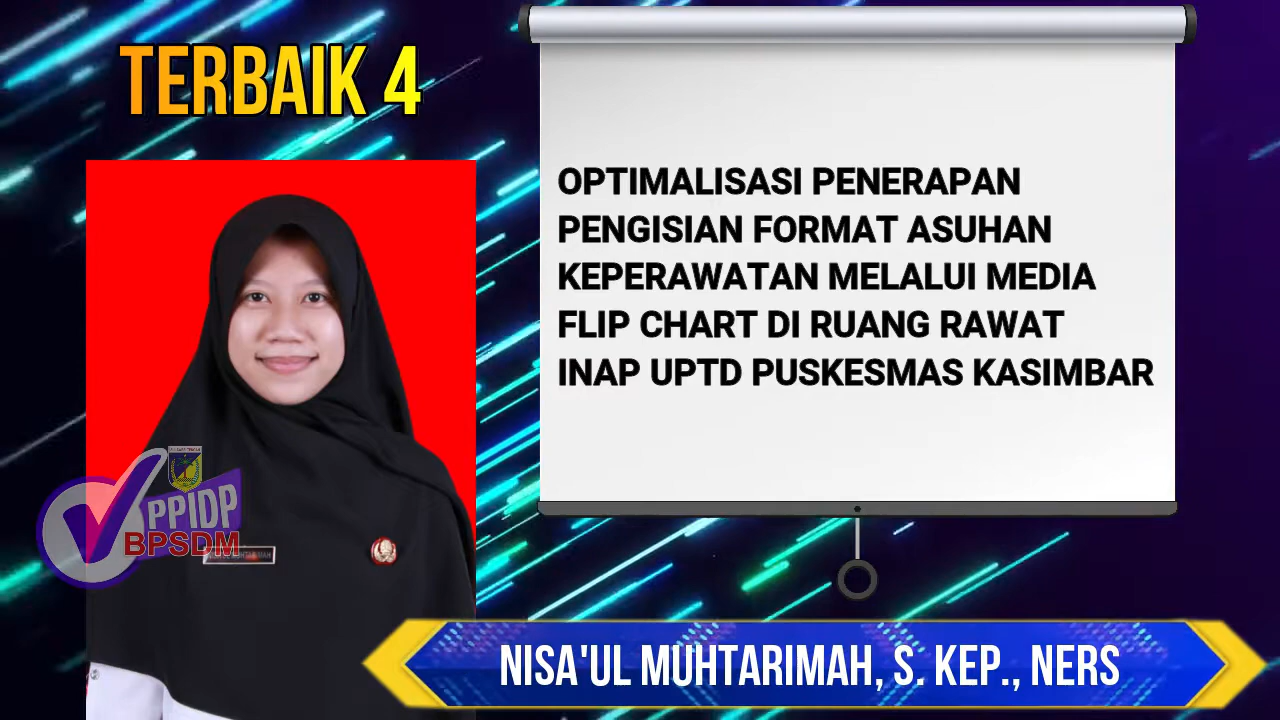 TERBAIK 4
OPTIMALISASI PENERAPAN
PENGISIAN FORMAT ASUHAN
KEPERAWATAN MELALUI MEDIA
FLIP CHART DI RUANG RAWAT
INAP UPTD PUSKESMAS KASIMBAR
PPIDP
BPSDM
NISA'UL MUHTARIMAH, S. KEP., NERS